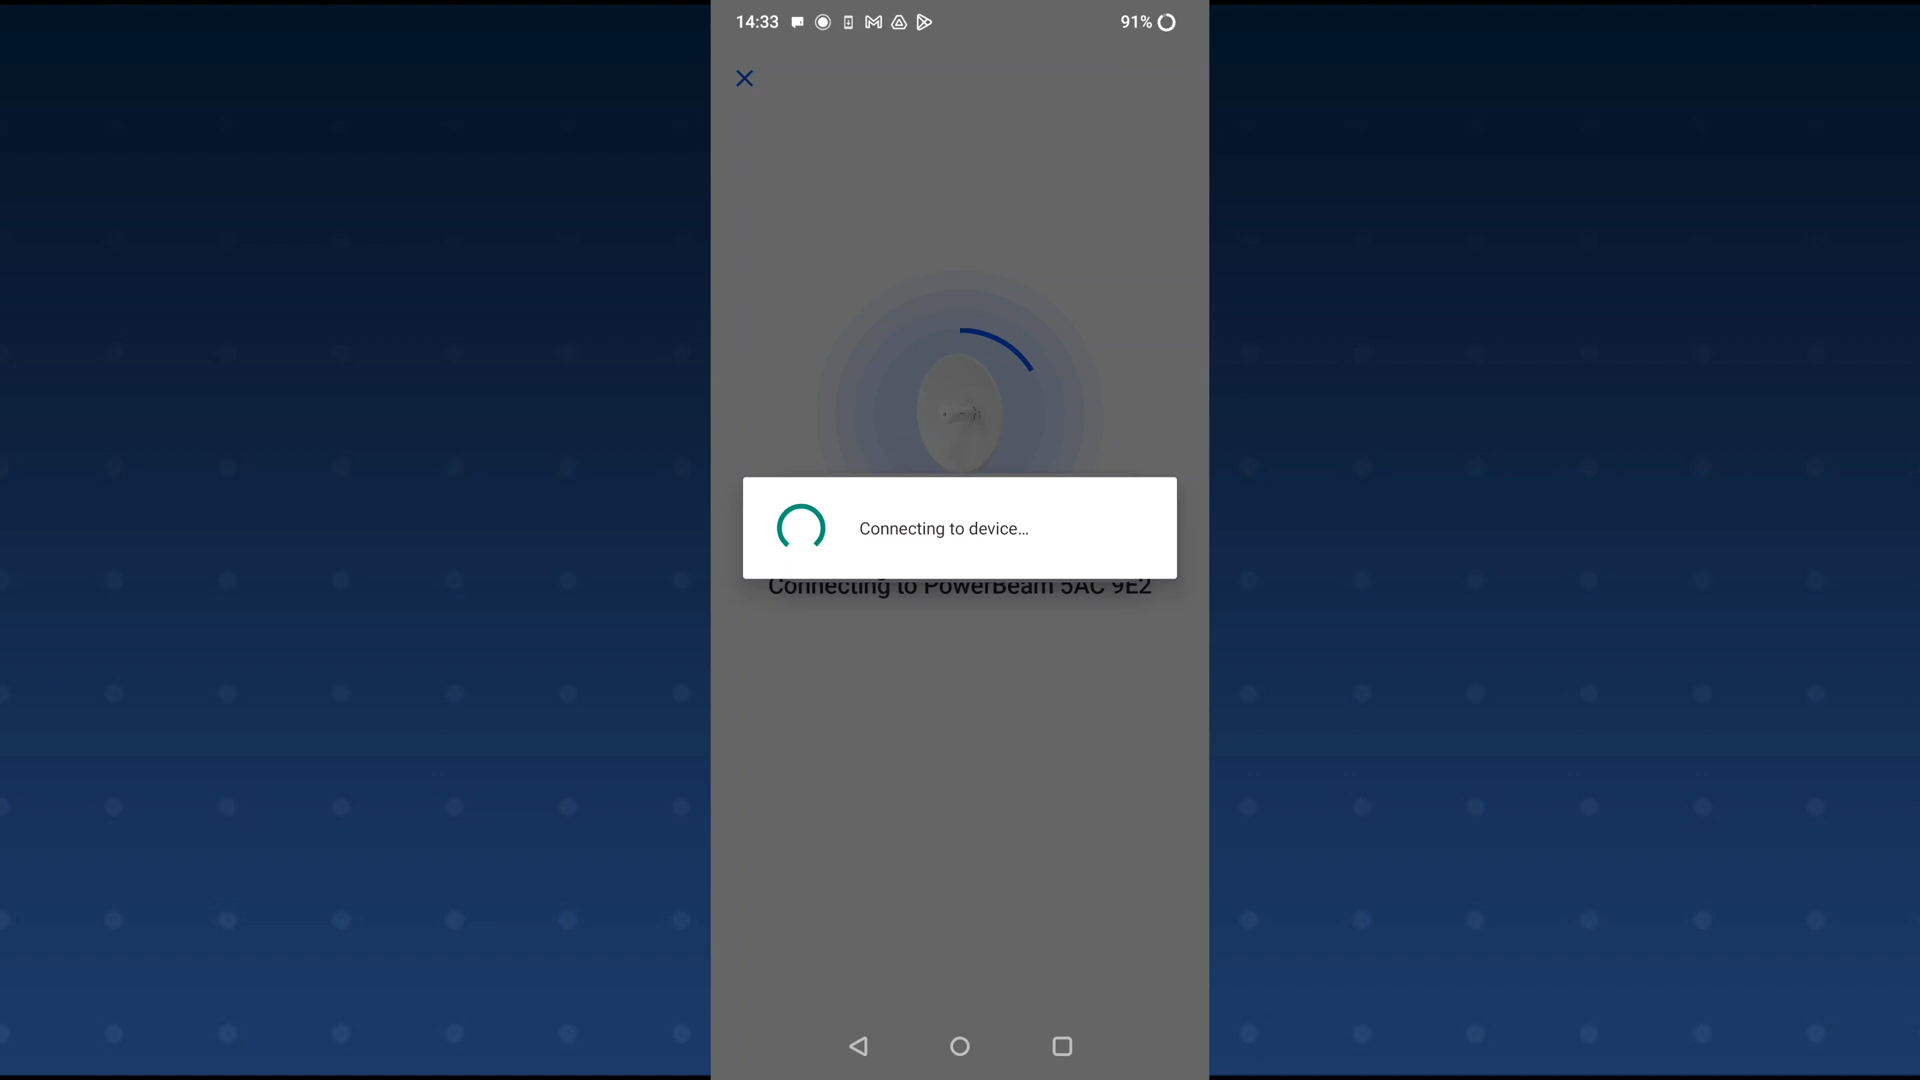 14:33
91%
Connecting to device...
Connecting to PowerBeam 5AC 9E2